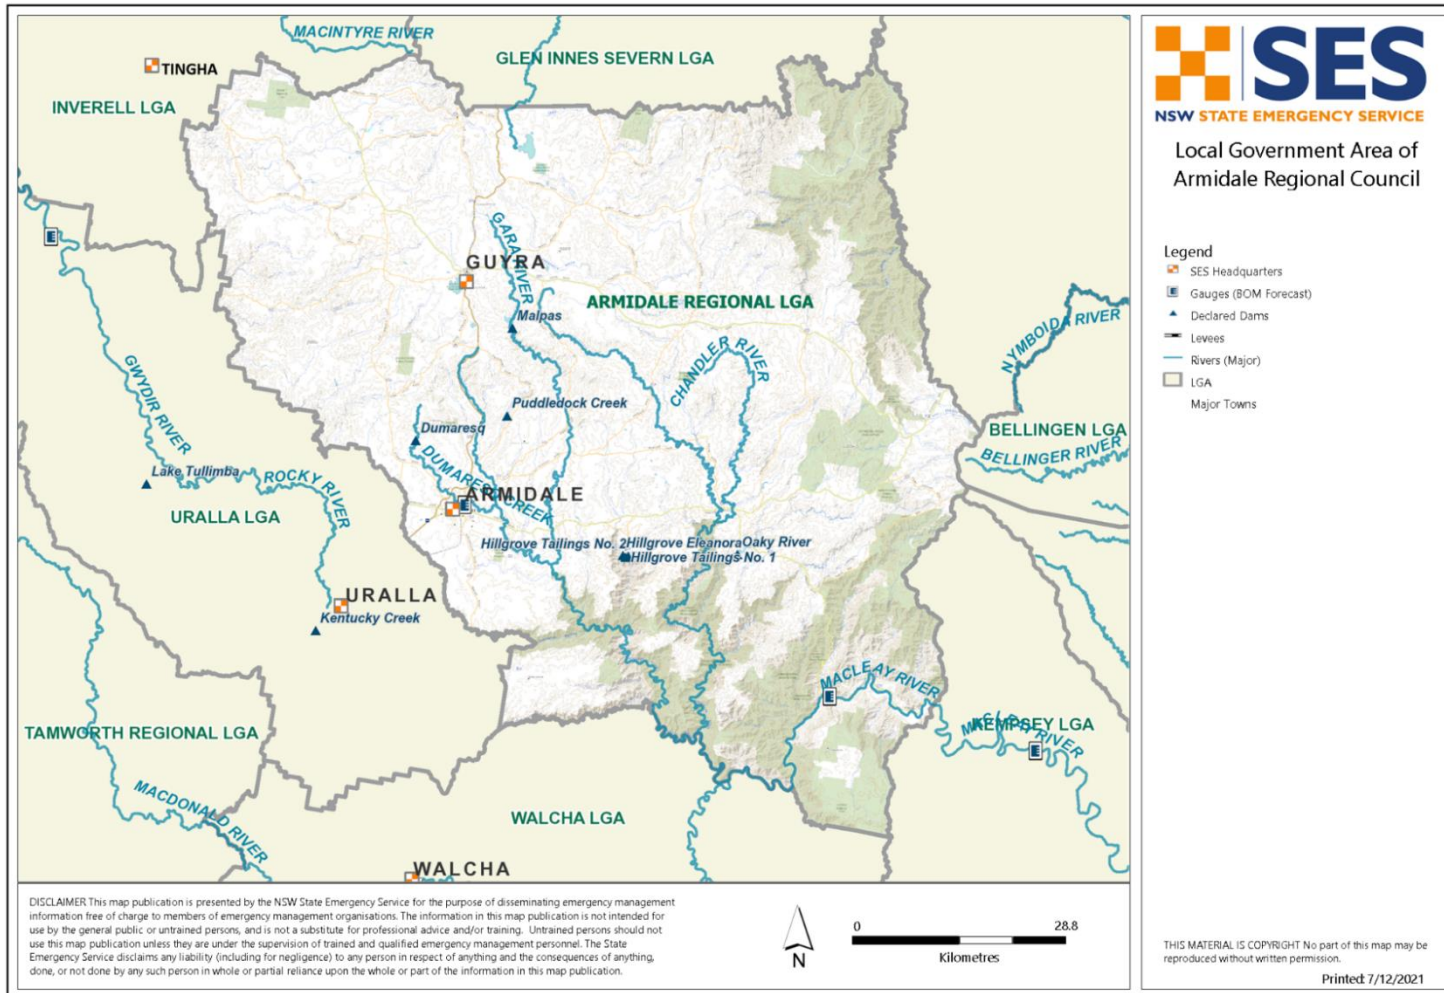 MACINTYRE RIVER
GLEN INNES SEVERN LGA
TINGHA
INVERELL LGA
GARA RIVER
GUYRA
ARMIDALE REGIONAL LGA
Malpas
NYMBOIDA RIVER
CHANDLER RIVER
GWYDIR RIVER
Puddledock Creek
Dumaresq
BELLINGEN LGA
BELLINGER RIVER
DUMARESQ CREEK
Lake Tullimba
ROCKY RIVER
ARMIDALE
URALLA LGA
Hillgrove Tailings No. 2
Hillgrove Eleanora
Oaky River
Hillgrove Tailings No. 1
URALLA
Kentucky Creek
MACLEAY RIVER
KEMPSEY LGA
MACLEAY RIVER
TAMWORTH REGIONAL LGA
MACDONALD RIVER
WALCHA LGA
WALCHA
SES
NSW STATE EMERGENCY SERVICE
Local Government Area of
Armidale Regional Council
Legend
SES Headquarters
Gauges (BOM Forecast)
Declared Dams
Levees
Rivers (Major)
LGA
Major Towns
DISCLAIMER This map publication is presented by the NSW State Emergency Service for the purpose of disseminating emergency management
information free of charge to members of emergency management organisations. The information in this map publication is not intended for
use by the general public or untrained persons, and is not a substitute for professional advice and/or training. Untrained persons should not
use this map publication unless they are under the supervision of trained and qualified emergency management personnel. The State
Emergency Service disclaims any liability (including for negligence) to any person in respect of anything and the consequences of anything,
done, or not done by any such person in whole or partial reliance upon the whole or part of the information in this map publication.
N
0 28.8
Kilometres
THIS MATERIAL IS COPYRIGHT No part of this map may be
reproduced without written permission.
Printed: 7/12/2021